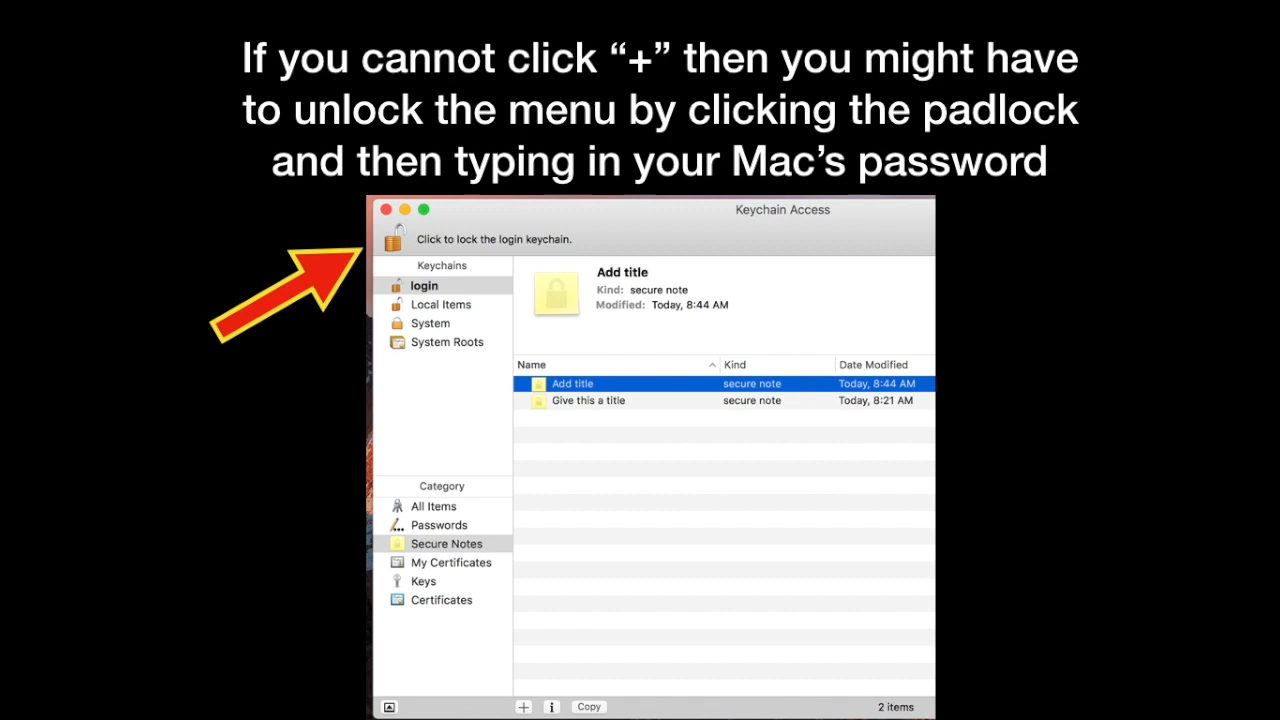 If you cannot click “+” then you might have
to unlock the menu by clicking the padlock
and then typing in your Mac’s password
Keychain Access
Click to lock the login keychain.
Keychains
login
Local Items
System
System Roots
Add title
Kind: secure note
Modified: Today, 8:44 AM
Name Kind Date Modified
Add title secure note Today, 8:44 AM
Give this a title secure note Today, 8:21 AM
Category
All Items
Passwords
Secure Notes
My Certificates
Keys
Certificates
+ i Copy 2 items